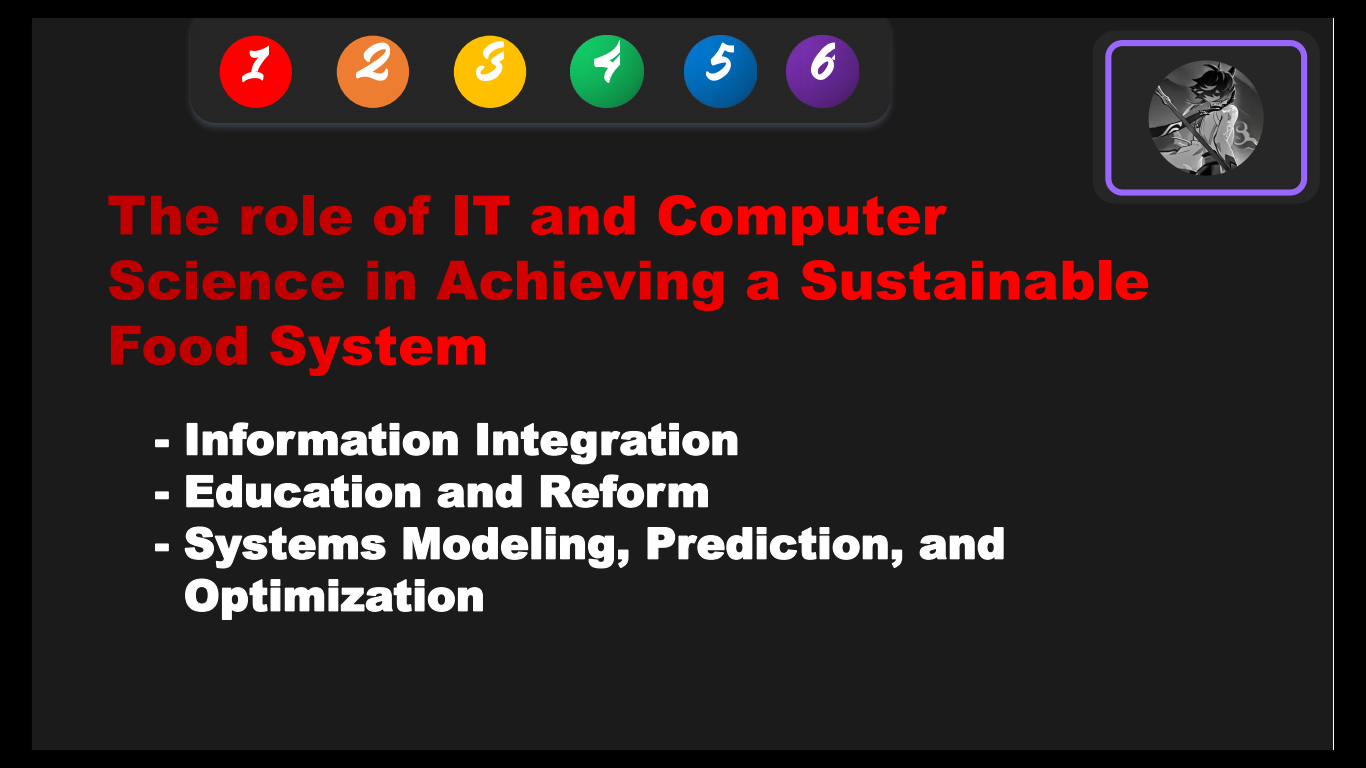 1 2 3 4 5 6
The role of IT and Computer
Science in Achieving a Sustainable
Food System
- Information Integration
- Education and Reform
- Systems Modeling, Prediction, and
Optimization